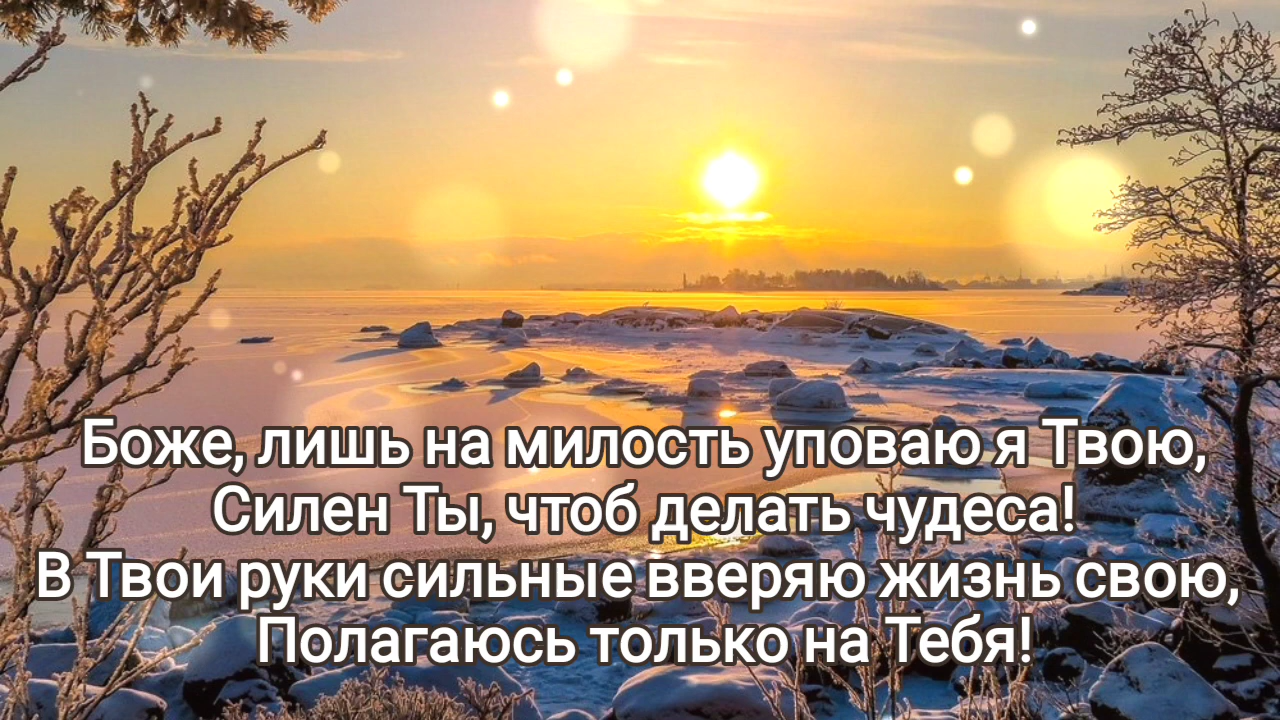 Боже, лишь на милость уповаю я Твою,
Силен Ты, чтоб делать чудеса!
В Твои руки сильные вверяю жизнь свою,
Полагаюсь только на Тебя!